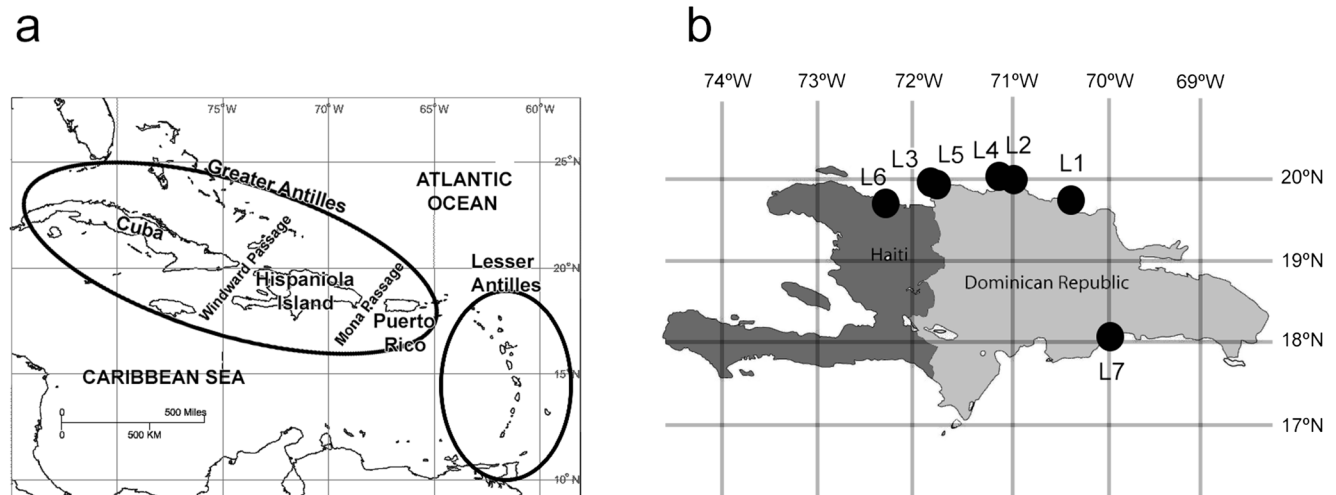 a
75°W
70°W
65°W
60°W
25°N
Greater Antilles
ATLANTIC
OCEAN
Cuba
Windward Passage
20°N
Hispaniola
Island
Mona Passage
Lesser
Antilles
Puerto
Rico
CARIBBEAN SEA
15°N
0
500 Miles
0
500 KM
10°N
b
74ºW
73ºW
72ºW
71ºW
70ºW
69ºW
L3
L5
L4
L2
L6
L1
20ºN
Haiti
19ºN
Dominican Republic
18ºN
L7
17ºN